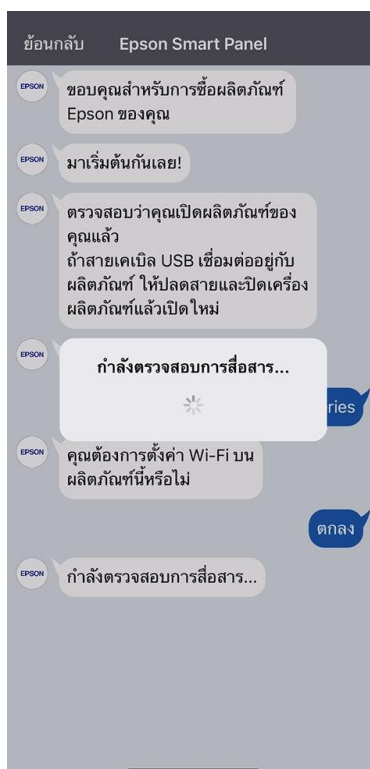 ย้อนกลับ Epson Smart Panel
EPSON
ขอบคุณสำหรับการซื้อผลิตภัณฑ์
Epson ของคุณ
EPSON
มาเริ่มต้นกันเลย!
EPSON
ตรวจสอบว่าคุณเปิดผลิตภัณฑ์ของ
คุณแล้ว
ถ้าสายเคเบิล USB เชื่อมต่ออยู่กับ
ผลิตภัณฑ์ ให้ปลดสายและปิดเครื่อง
ผลิตภัณฑ์แล้วเปิดใหม่
EPSON
กำลังตรวจสอบการสื่อสาร...
ries
EPSON
คุณต้องการตั้งค่า Wi-Fi บน
ผลิตภัณฑ์นี้หรือไม่
ตกลง
EPSON
กำลังตรวจสอบการสื่อสาร...